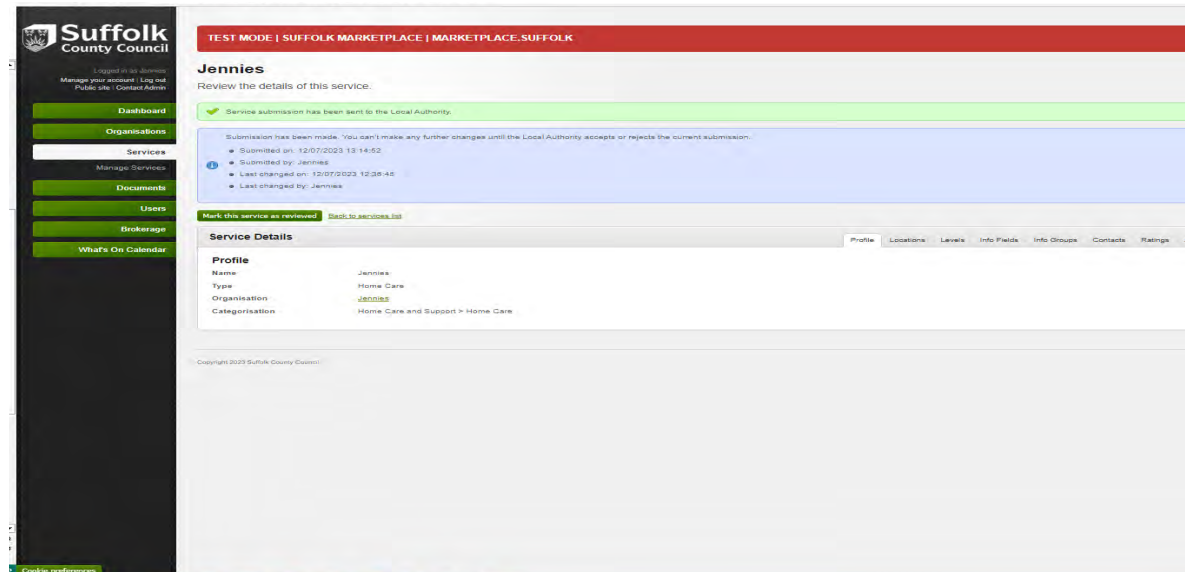 Suffolk
County Council
Logged in as Jennies
Manage your account | Log out
Public site | Contact Admin
Dashboard
Organisations
Services
Manage Services
Documents
Users
Brokerage
What's On Calendar
Cookie preferences
TEST MODE | SUFFOLK MARKETPLACE | MARKETPLACE.SUFFOLK
Jennies
Review the details of this service.
Service submission has been sent to the Local Authority.
Submission has been made. You can't make any further changes until the Local Authority accepts or rejects the current submission.
Submitted on: 12/07/2023 13:14:52
Submitted by: Jennies
Last changed on: 12/07/2023 12:38:48
Last changed by: Jennies
Mark this service as reviewed Back to services list
Service Details Profile Locations Levels Info Fields Info Groups Contacts Ratings
Profile
Name Jennies
Type Home Care
Organisation Jennies
Categorisation Home Care and Support > Home Care
Copyright 2023 Suffolk County Council